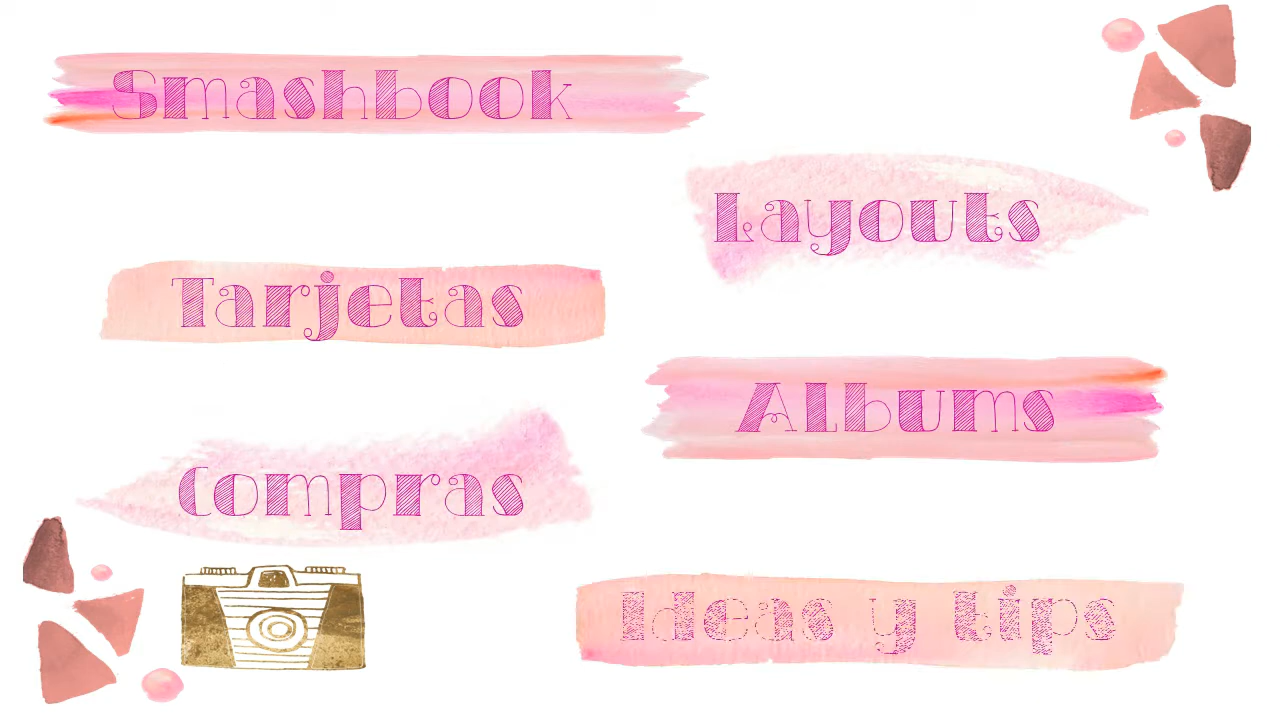 Smashbook
Layouts
Tarjetas
Albums
Compras
Ideas y tips